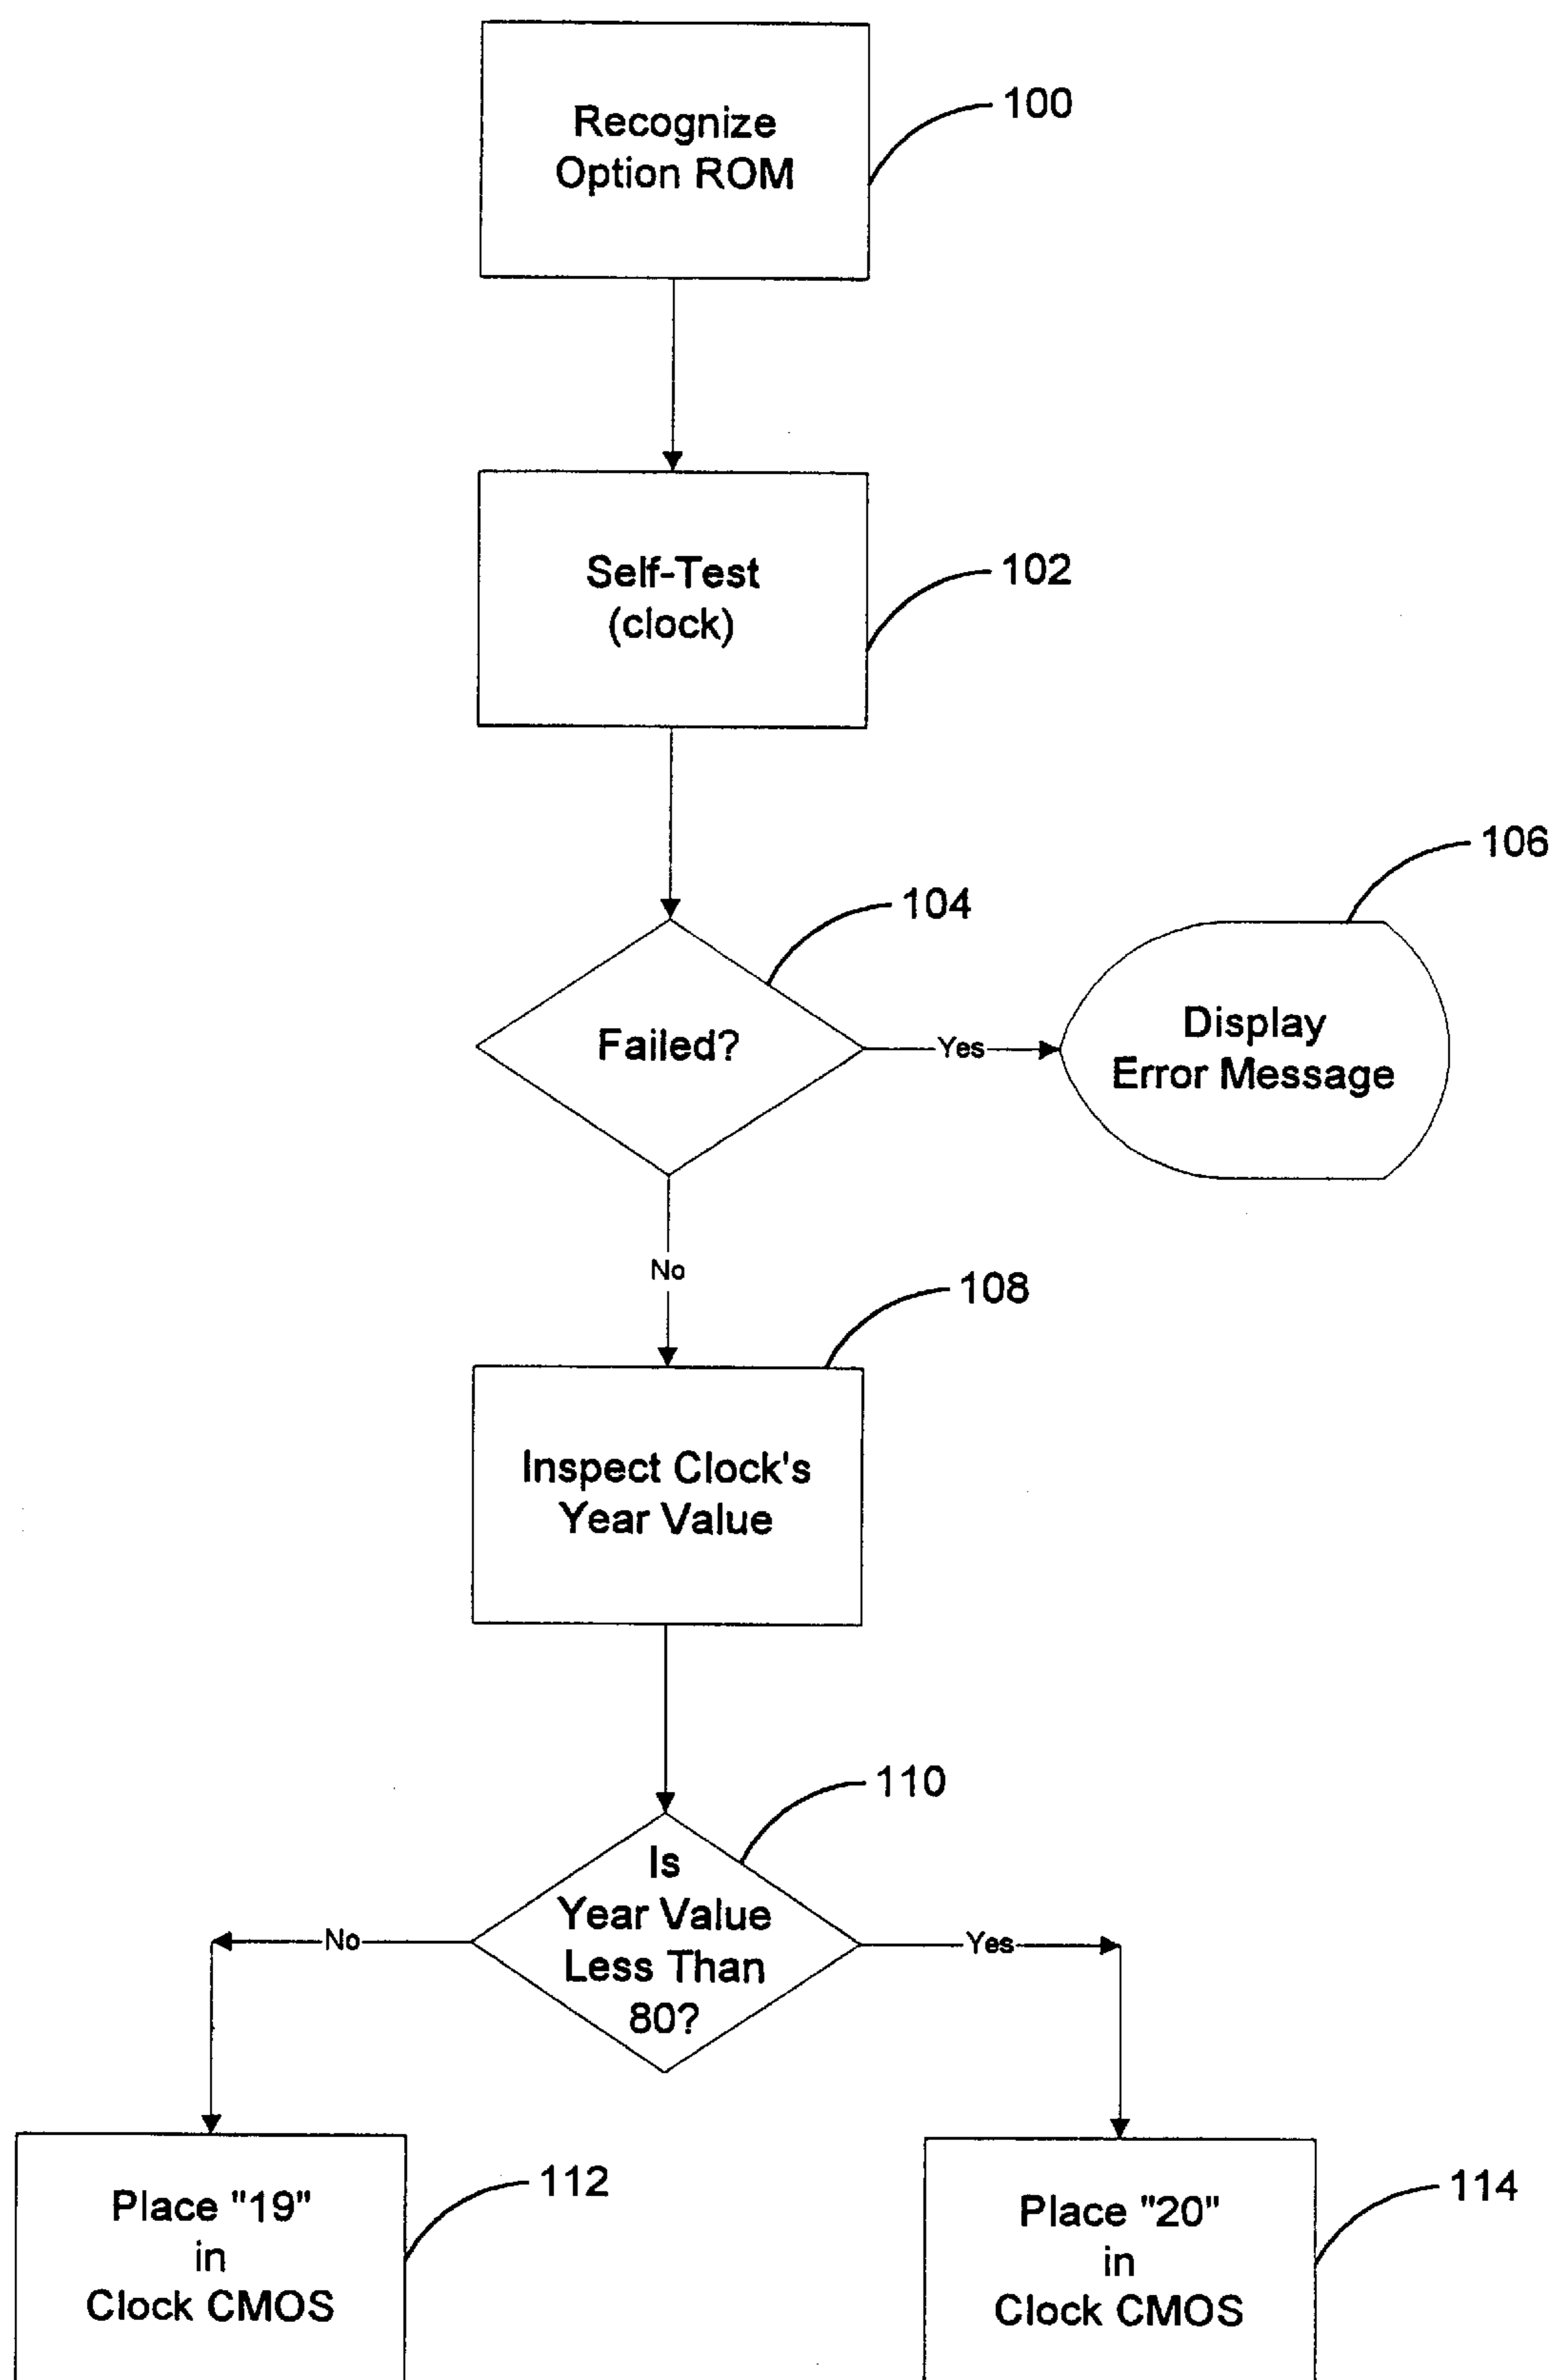 Recognize
Option ROM
100
Self-Test
(clock)
102
104
106
Failed?
Yes
Display
Error Message
No
108
Inspect Clock's
Year Value
110
Is
Year Value
Less Than
80?
No
Yes
Place "19"
in
Clock CMOS
112
Place "20"
in
Clock CMOS
114